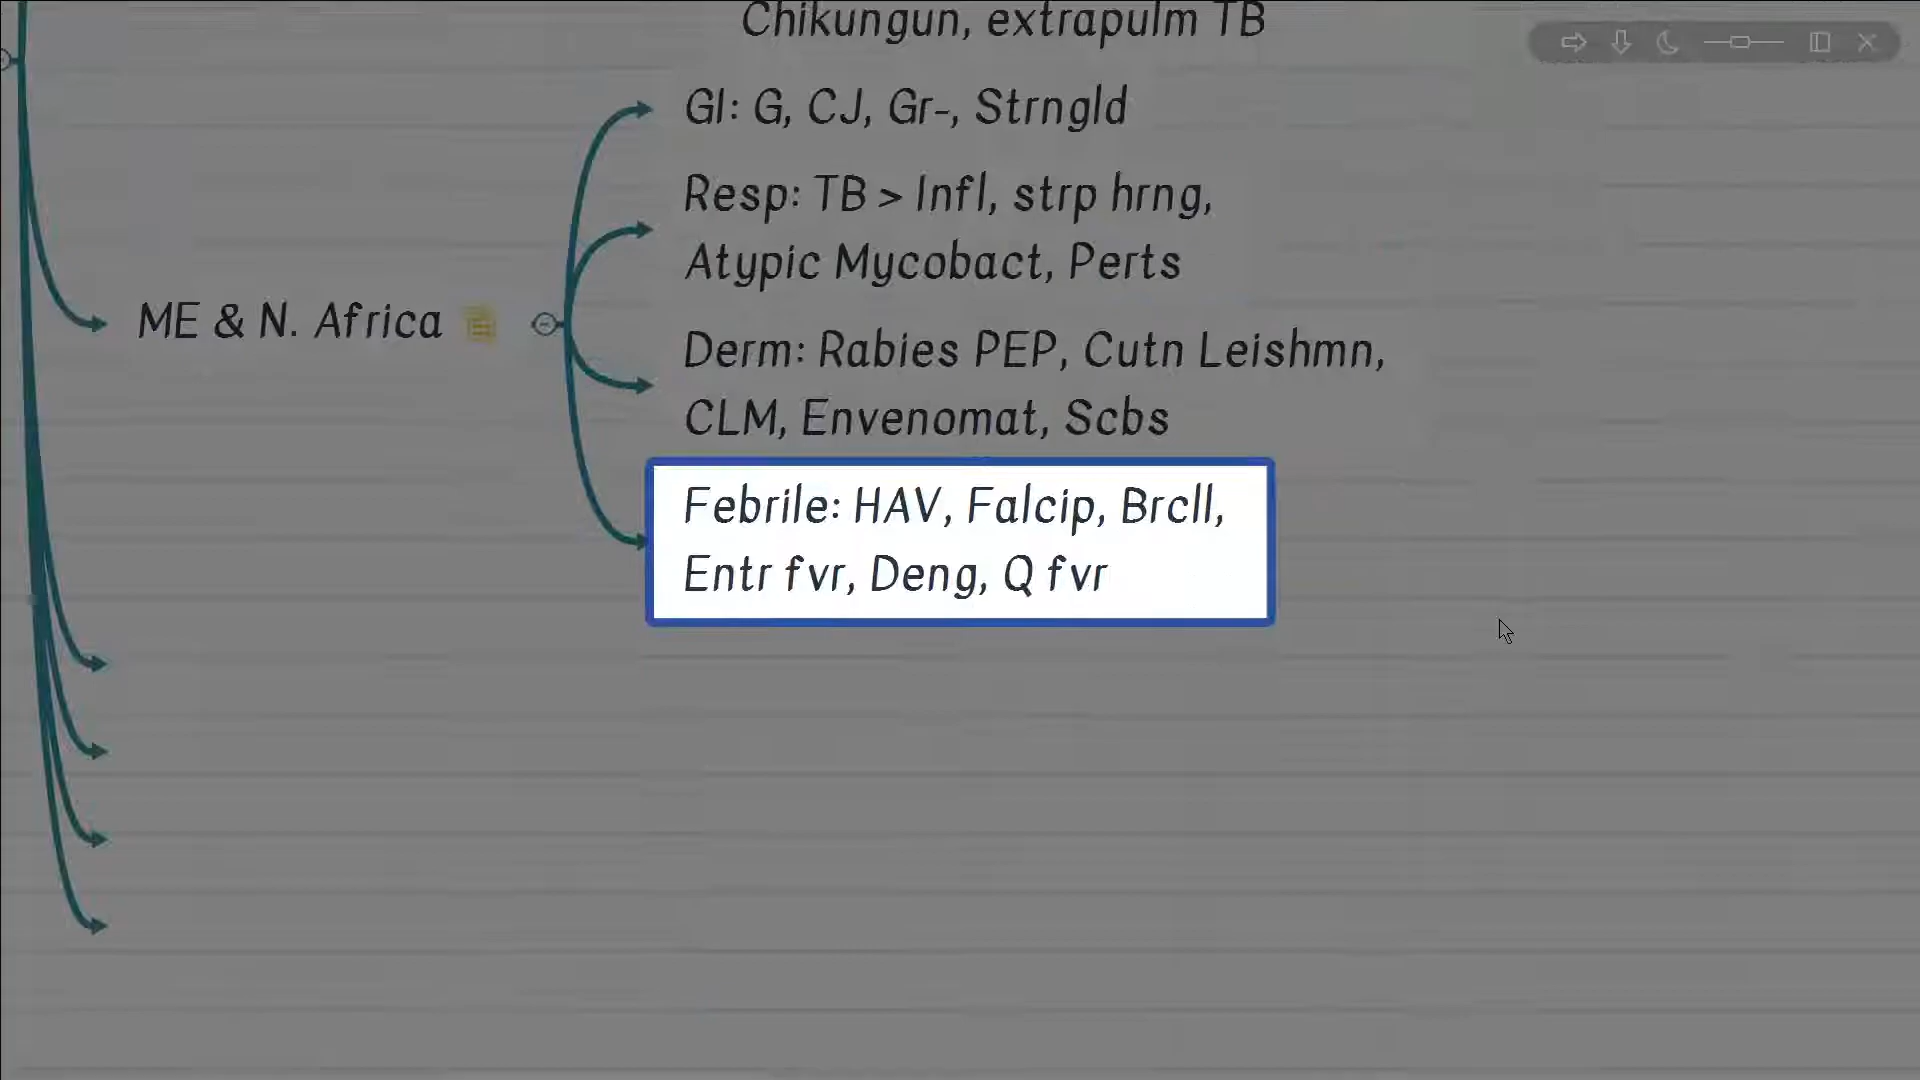 Chikungun, extrapulm TB
GI: G, CJ, Gr-, Strngld
Resp: TB > Infl, strp hrng,
Atypic Mycobact, Perts
ME & N. Africa
Derm: Rabies PEP, Cutn Leishmn,
CLM, Envenomat, Scbs
Febrile: HAV, Falcip, Brcll,
Entr fvr, Deng, Q fvr